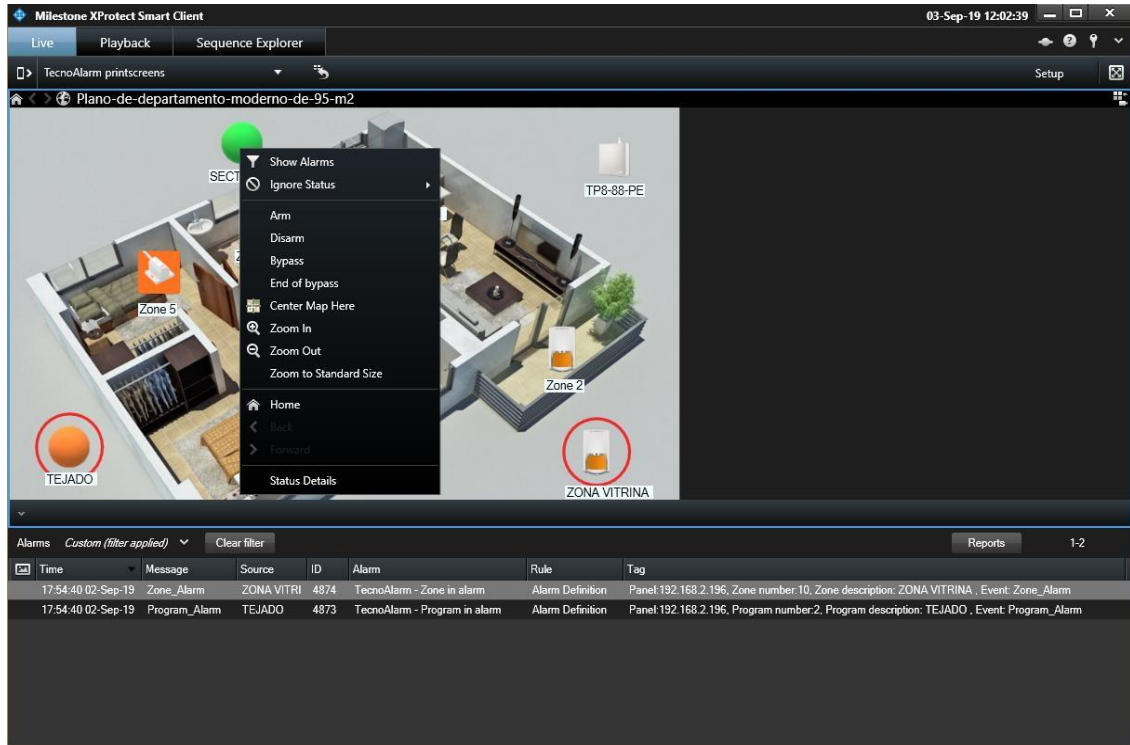 Milestone XProtect Smart Client
03-Sep-19 12:02:39
Live
Playback
Sequence Explorer
TecnoAlarm printscreens
Setup
Plano-de-departamento-moderno-de-95-m2
SECT
TP8-88-PE
Zone 5
Zone 2
TEJADO
ZONA VITRINA
Show Alarms
Ignore Status
Arm
Disarm
Bypass
End of bypass
Center Map Here
Zoom In
Zoom Out
Zoom to Standard Size
Home
Back
Forward
Status Details
Alarms Custom (filter applied) Clear filter Reports 1-2
Time Message Source ID Alarm Rule Tag
17:54:40 02-Sep-19 Zone_Alarm ZONA VITRI 4874 TecnoAlarm - Zone in alarm Alarm Definition Panel:192.168.2.196, Zone number:10, Zone description: ZONA VITRINA , Event: Zone_Alarm
17:54:40 02-Sep-19 Program_Alarm TEJADO 4873 TecnoAlarm - Program in alarm Alarm Definition Panel:192.168.2.196, Program number:2, Program description: TEJADO , Event: Program_Alarm